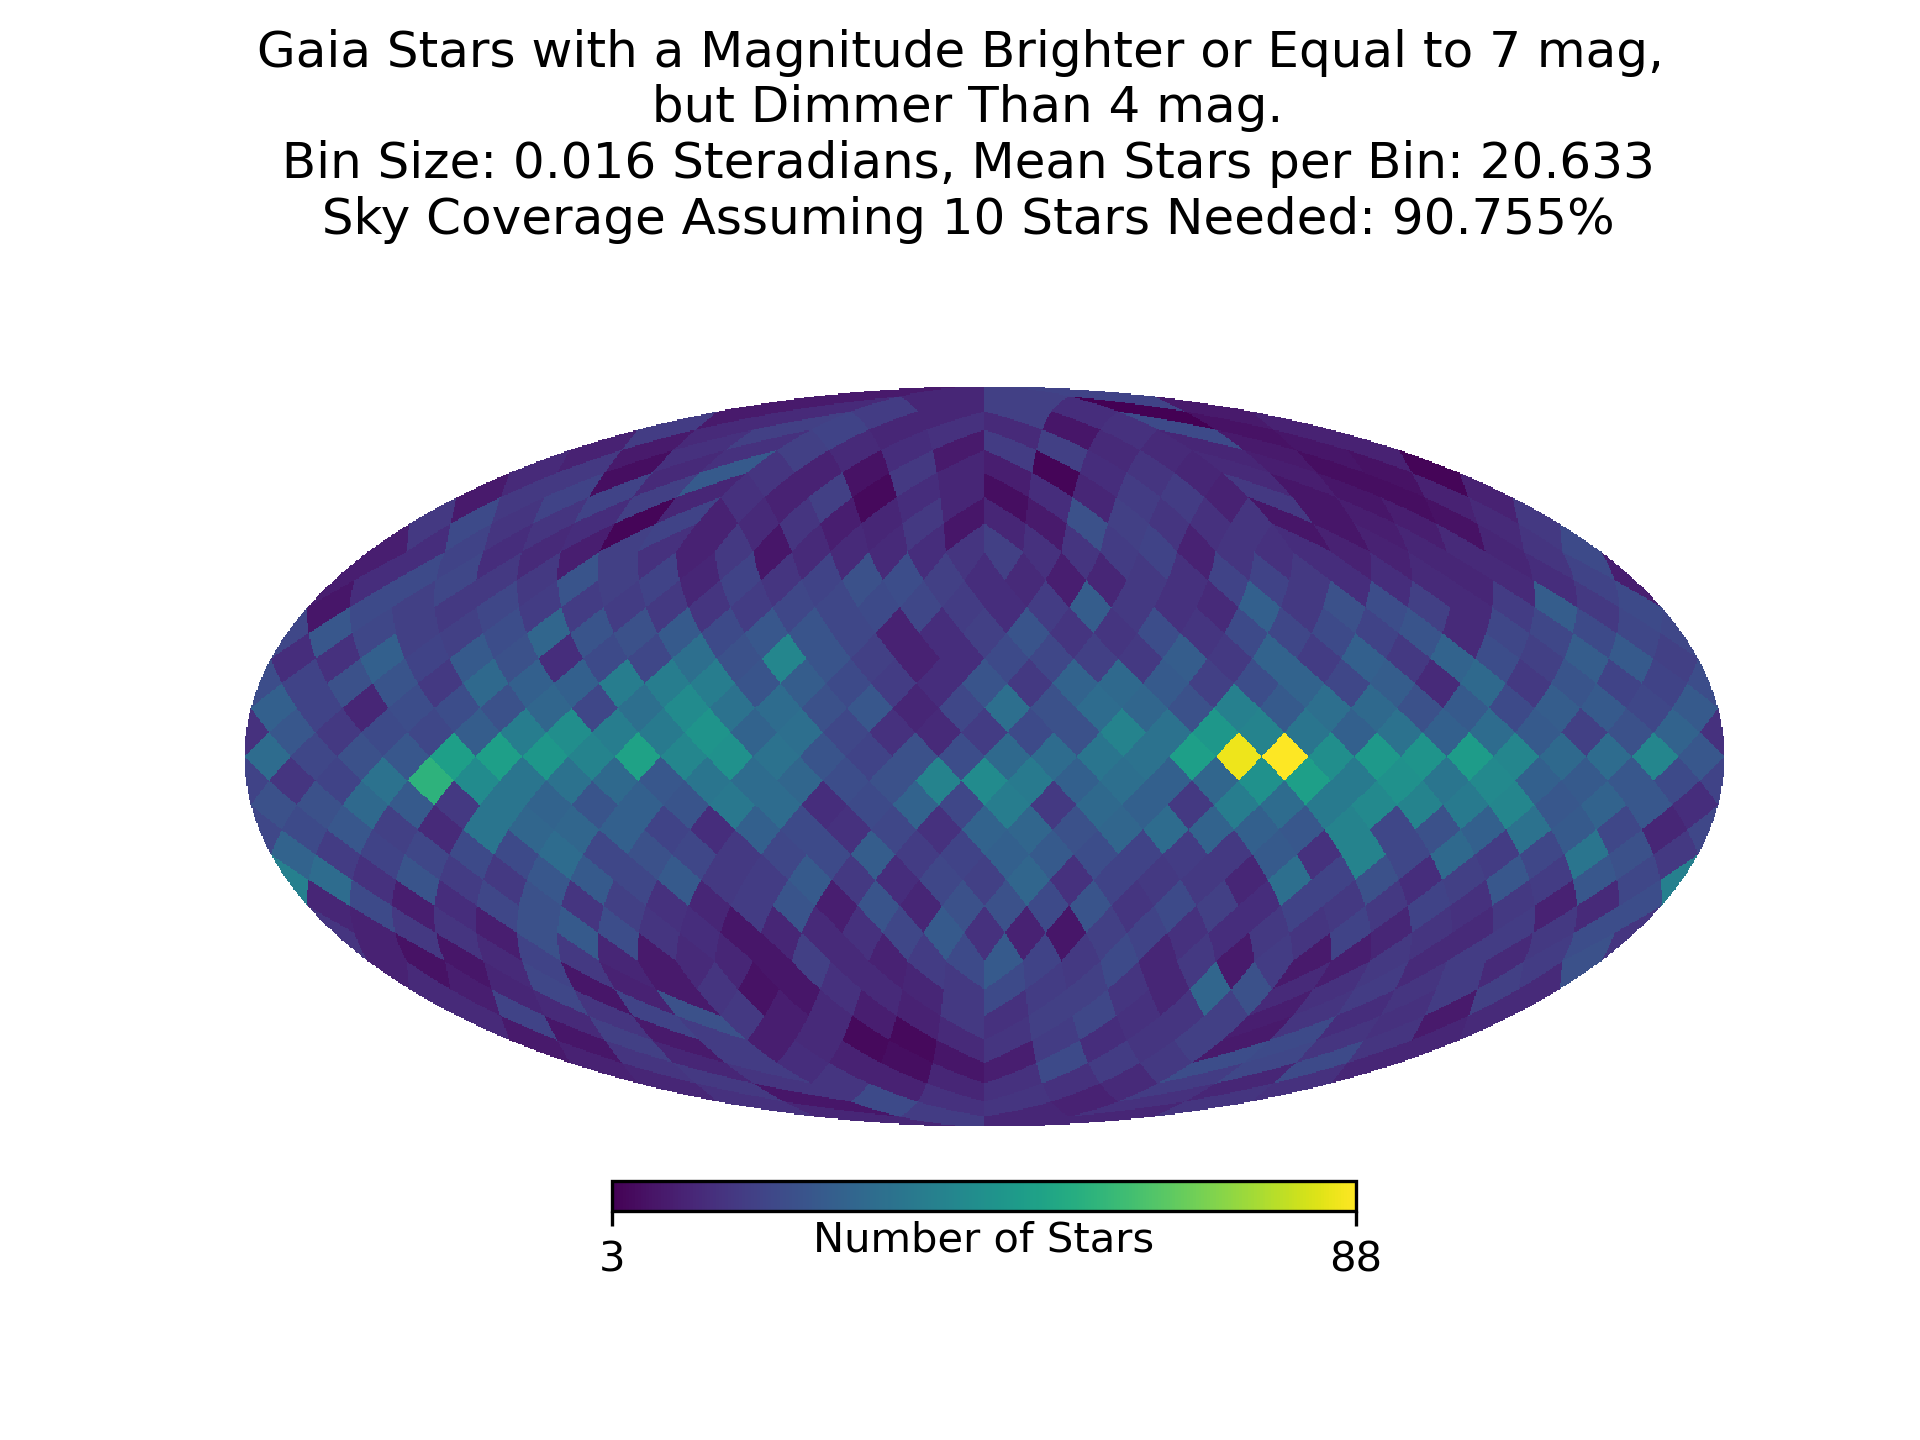 Gaia Stars with a Magnitude Brighter or Equal to 7 mag,
but Dimmer Than 4 mag.
Bin Size: 0.016 Steradians, Mean Stars per Bin: 20.633
Sky Coverage Assuming 10 Stars Needed: 90.755%
Number of Stars
3 88